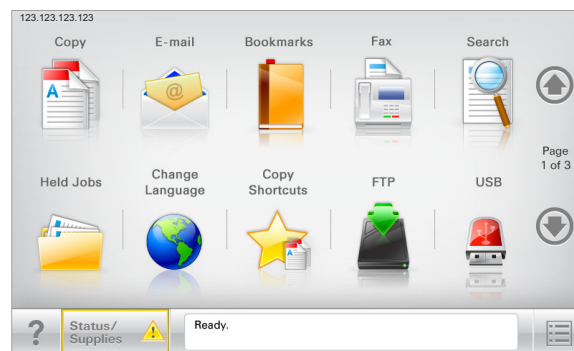 123.123.123.123
Copy
E-mail
Bookmarks
Fax
Search
A
@
Page
1 of 3
Held Jobs
Change
Language
Copy
Shortcuts
FTP
USB
A
?
Status/
Supplies
Ready.